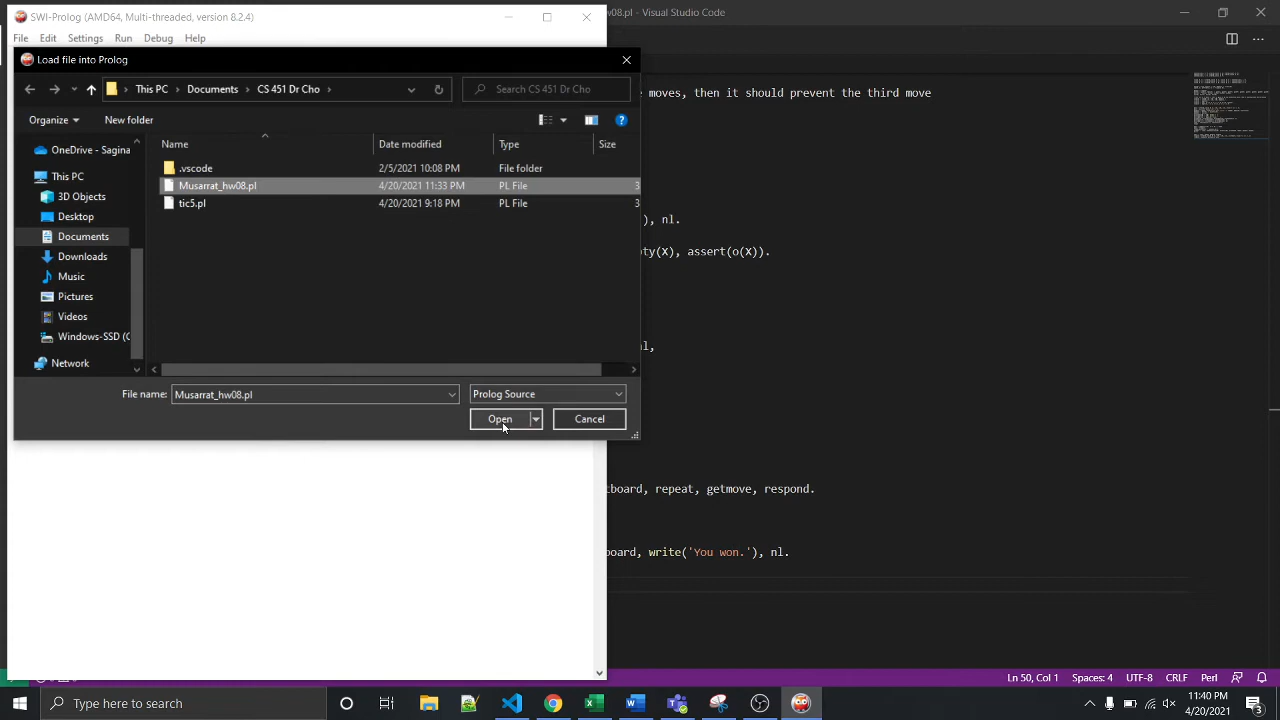 SWI-Prolog (AMD64, Multi-threaded, version 8.2.4)
w08.pl - Visual Studio Code
File Edit Settings Run Debug Help
Load file into Prolog
This PC > Documents > CS 451 Dr Cho >
Search CS 451 Dr Cho
e moves, then it should prevent the third move
Organize
New folder
Name
Date modified
Type
Size
OneDrive - Sagina
This PC
3D Objects
Desktop
Documents
Downloads
Music
Pictures
Videos
Windows-SSD (C
Network
.vscode 2/5/2021 10:08 PM File folder
Musarrat_hw08.pl 4/20/2021 11:33 PM PL File 3
tic5.pl 4/20/2021 9:18 PM PL File 3
), nl.
ty(X), assert(o(X)).
l,
File name: Musarrat_hw08.pl
Prolog Source
Open
Cancel
tboard, repeat, getmove, respond.
board, write('You won.'), nl.
Ln 50, Col 1 Spaces: 4 UTF-8 CRLF Perl
Type here to search
11:40 PM
4/20/2021